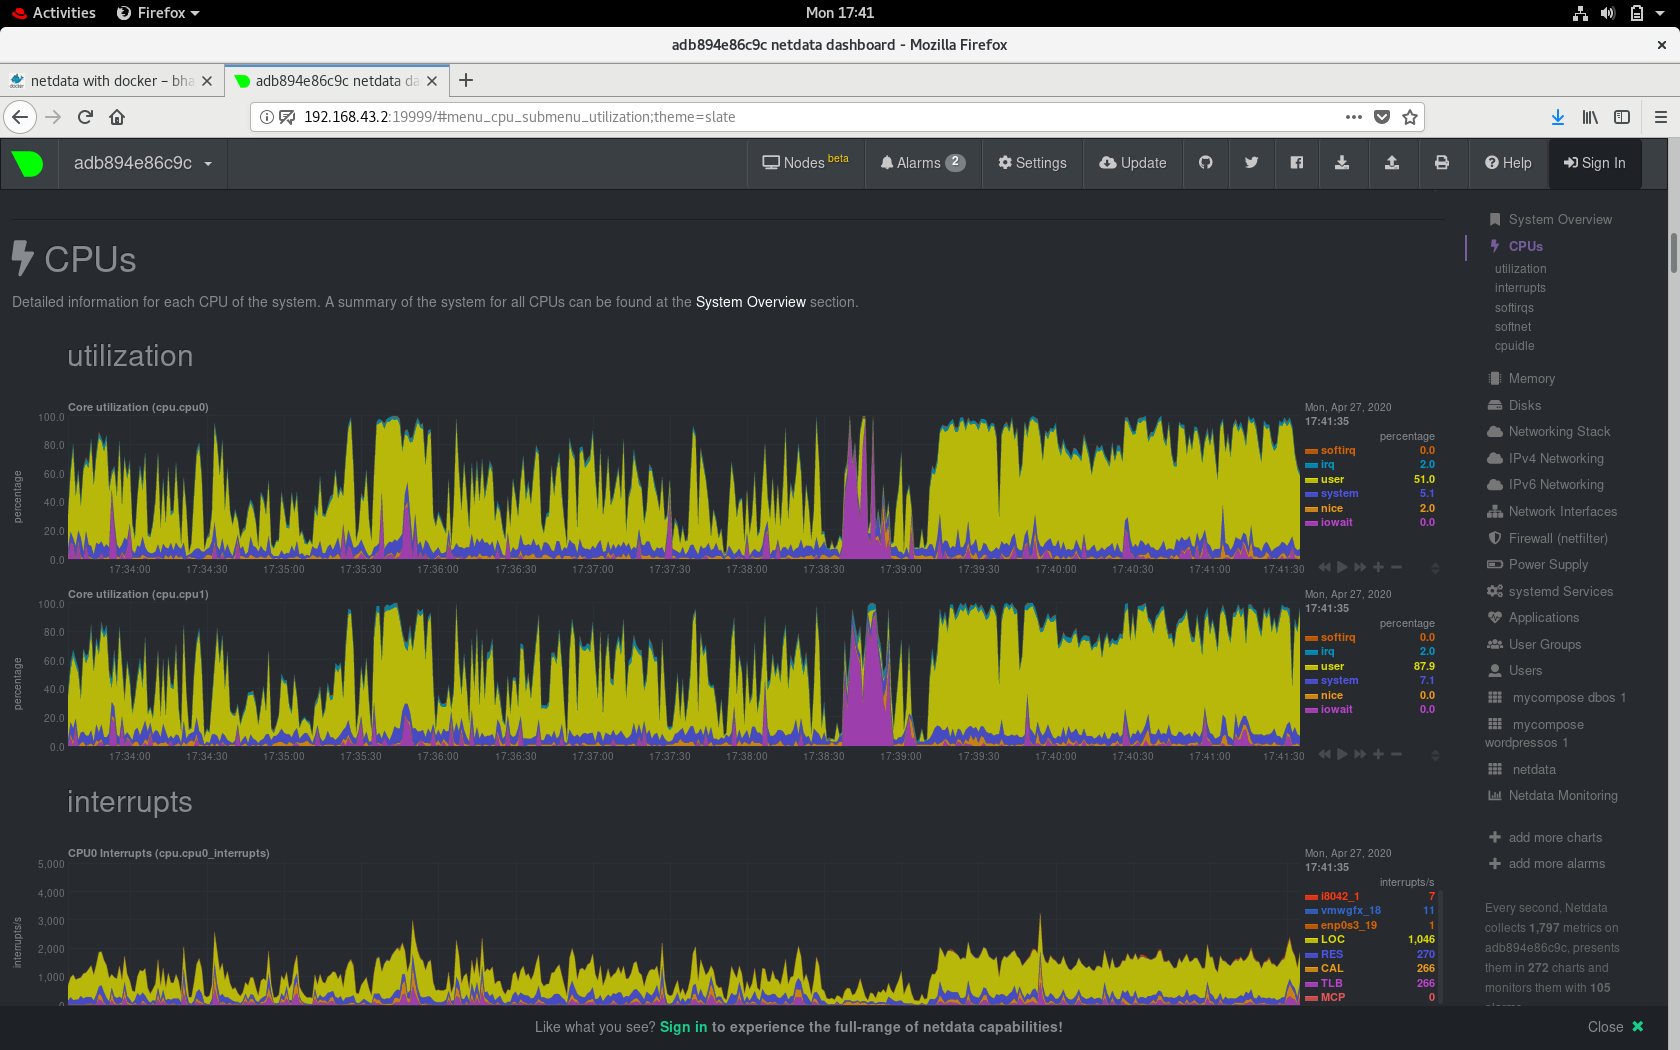 Activities
Firefox
Mon 17:41
adb894e86c9c netdata dashboard - Mozilla Firefox
netdata with docker – bha
adb894e86c9c netdata da
192.168.43.2:19999/#menu_cpu_submenu_utilization;theme=slate
adb894e86c9c
Nodes beta
Alarms 2
Settings
Update
Help
Sign In
CPUs
Detailed information for each CPU of the system. A summary of the system for all CPUs can be found at the System Overview section.
utilization
Core utilization (cpu.cpu0)
percentage
100.0
80.0
60.0
40.0
20.0
0.0
17:34:00 17:34:30 17:35:00 17:35:30 17:36:00 17:36:30 17:37:00 17:37:30 17:38:00 17:38:30 17:39:00 17:39:30 17:40:00 17:40:30 17:41:00 17:41:30
Mon, Apr 27, 2020
17:41:35
percentage
softirq 0.0
irq 2.0
user 51.0
system 5.1
nice 2.0
iowait 0.0
Core utilization (cpu.cpu1)
percentage
100.0
80.0
60.0
40.0
20.0
0.0
17:34:00 17:34:30 17:35:00 17:35:30 17:36:00 17:36:30 17:37:00 17:37:30 17:38:00 17:38:30 17:39:00 17:39:30 17:40:00 17:40:30 17:41:00 17:41:30
Mon, Apr 27, 2020
17:41:35
percentage
softirq 0.0
irq 2.0
user 87.9
system 7.1
nice 0.0
iowait 0.0
interrupts
CPU0 Interrupts (cpu.cpu0_interrupts)
interrupts/s
5,000
4,000
3,000
2,000
1,000
Mon, Apr 27, 2020
17:41:35
interrupts/s
i8042_1 7
vmwgfx_18 11
enp0s3_19 1
LOC 1,046
RES 270
CAL 266
TLB 266
MCP 0
System Overview
CPUs
utilization
interrupts
softirqs
softnet
cpuidle
Memory
Disks
Networking Stack
IPv4 Networking
IPv6 Networking
Network Interfaces
Firewall (netfilter)
Power Supply
systemd Services
Applications
User Groups
Users
mycompose dbos 1
mycompose
wordpressos 1
netdata
Netdata Monitoring
add more charts
add more alarms
Every second, Netdata
collects 1,797 metrics on
adb894e86c9c, presents
them in 272 charts and
monitors them with 105
Like what you see? Sign in to experience the full-range of netdata capabilities!
Close